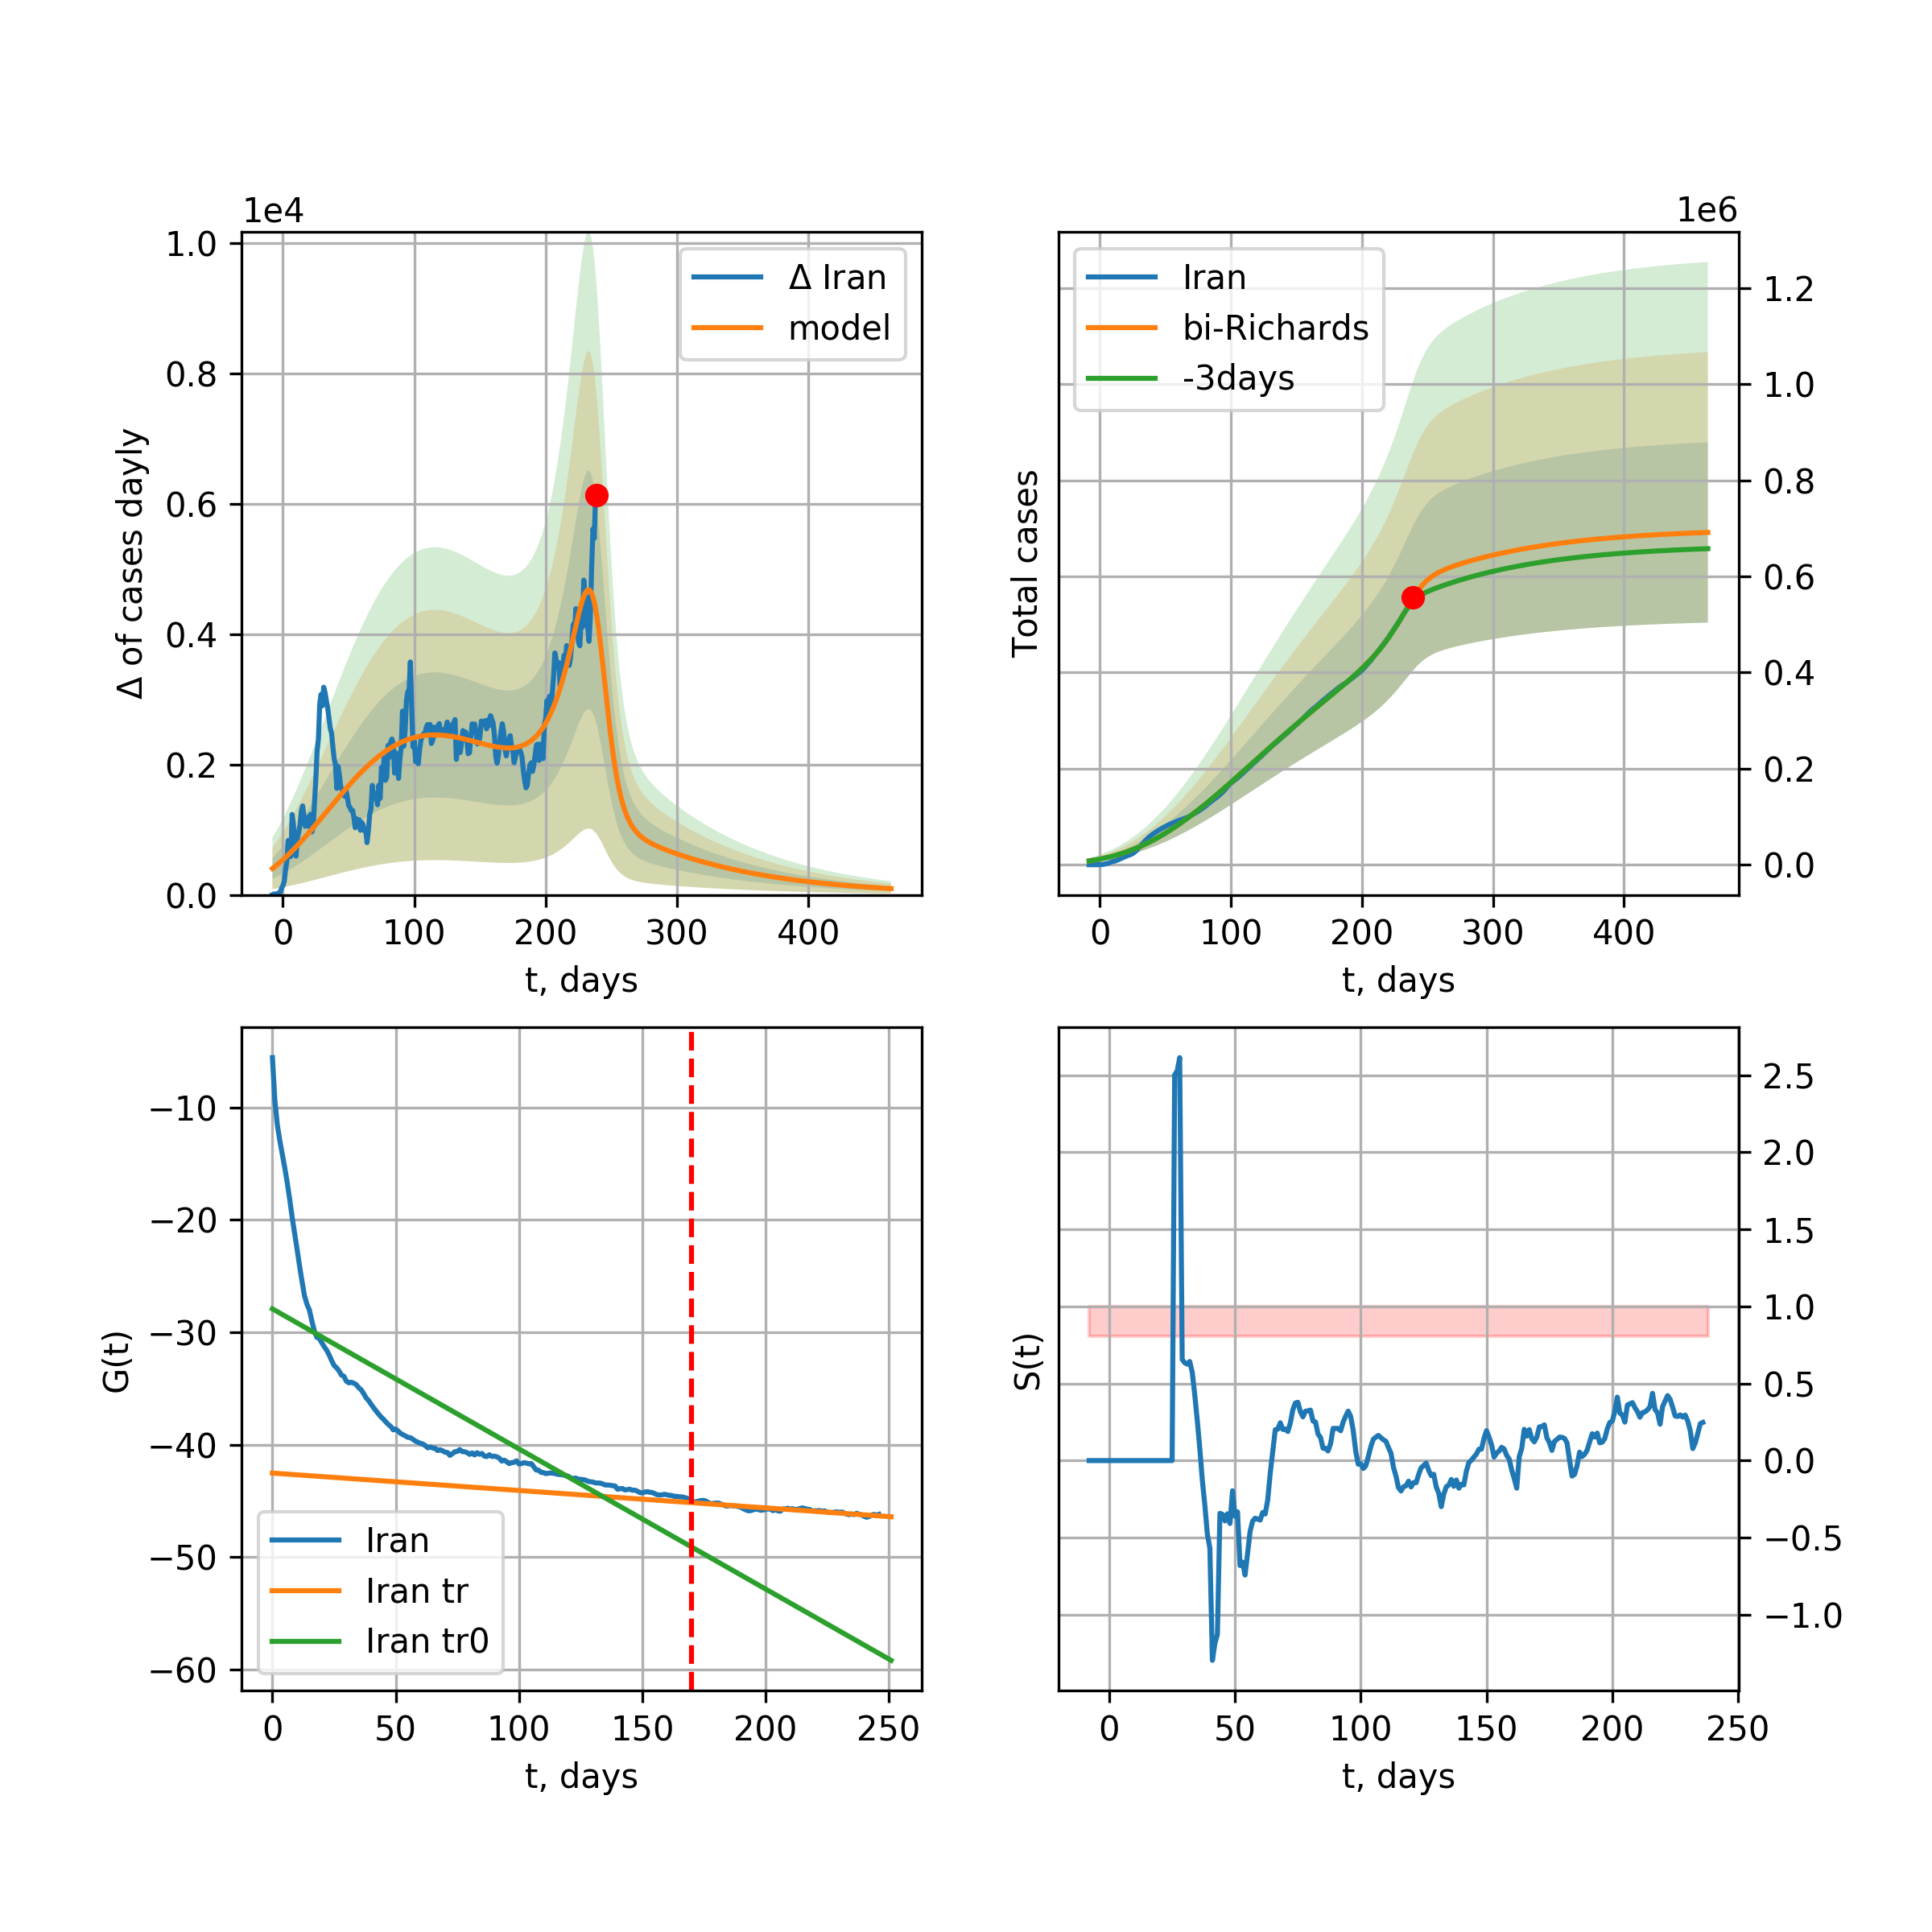 1e4
1.0
0.8
0.6
0.4
0.2
0.0
Δ of cases dayly
Δ Iran
model
0 100 200 300 400
t, days
1e6
Iran
bi-Richards
-3days
Total cases
1.2
1.0
0.8
0.6
0.4
0.2
0.0
0 100 200 300 400
t, days
−10
−20
−30
−40
−50
−60
G(t)
Iran
Iran tr
Iran tr0
0 50 100 150 200 250
t, days
S(t)
2.5
2.0
1.5
1.0
0.5
0.0
−0.5
−1.0
0 50 100 150 200 250
t, days